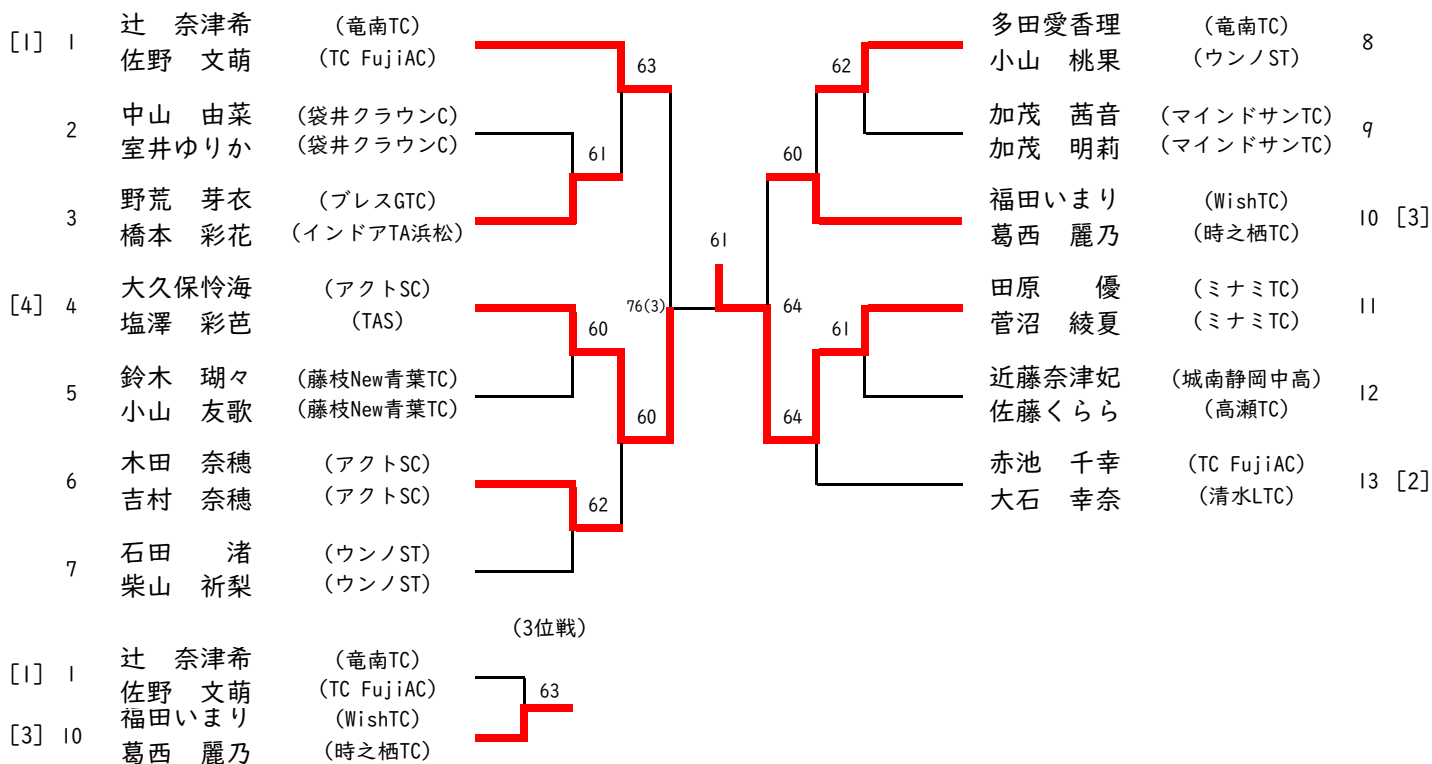 [1] 1 辻 奈津希 (竜南TC)
佐野 文萌 (TC FujiAC)
2 中山 由菜 (袋井クラウンC)
室井ゆりか (袋井クラウンC)
3 野荒 芽衣 (ブレスGTC)
橋本 彩花 (インドアTA浜松)
[4] 4 大久保怜海 (アクトSC)
塩澤 彩芭 (TAS)
5 鈴木 瑚々 (藤枝New青葉TC)
小山 友歌 (藤枝New青葉TC)
6 木田 奈穂 (アクトSC)
吉村 奈穂 (アクトSC)
7 石田 渚 (ウンノST)
柴山 祈梨 (ウンノST)
63
61
60
60
62
76(3)
61
多田愛香理 (竜南TC) 8
小山 桃果 (ウンノST)
加茂 茜音 (マインドサンTC) 9
加茂 明莉 (マインドサンTC)
福田いまり (WishTC) 10 [3]
葛西 麗乃 (時之栖TC)
田原 優 (ミナミTC) 11
菅沼 綾夏 (ミナミTC)
近藤奈津妃 (城南静岡中高) 12
佐藤くらら (高瀬TC)
赤池 千幸 (TC FujiAC) 13 [2]
大石 幸奈 (清水LTC)
62
60
64
61
64
(3位戦)
[1] 1 辻 奈津希 (竜南TC)
佐野 文萌 (TC FujiAC)
63
[3] 10 福田いまり (WishTC)
葛西 麗乃 (時之栖TC)